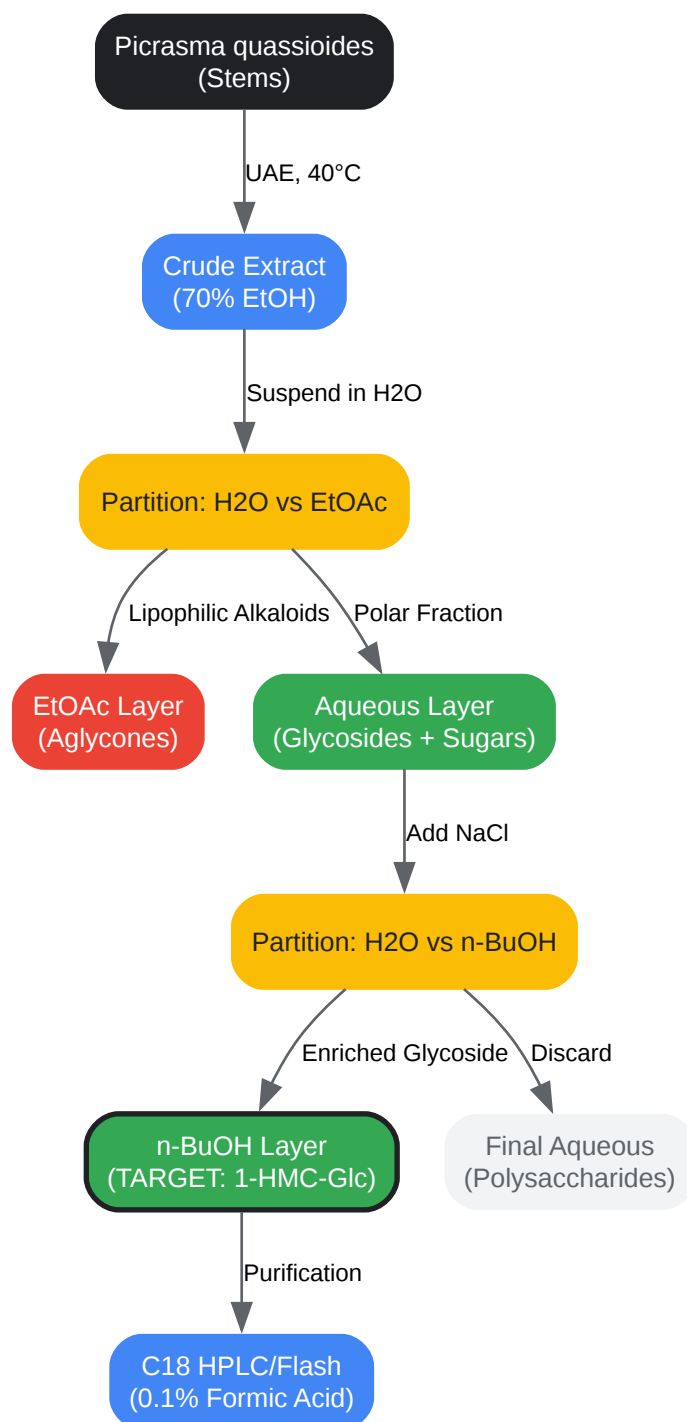 Picrasma quassioides
(Stems)
UAE, 40°C
Crude Extract
(70% EtOH)
Suspend in H2O
Partition: H2O vs EtOAc
Lipophilic Alkaloids
Polar Fraction
EtOAc Layer
(Aglycones)
Aqueous Layer
(Glycosides + Sugars)
Add NaCl
Partition: H2O vs n-BuOH
Enriched Glycoside
Discard
n-BuOH Layer
(TARGET: 1-HMC-Glc)
Final Aqueous
(Polysaccharides)
Purification
C18 HPLC/Flash
(0.1% Formic Acid)